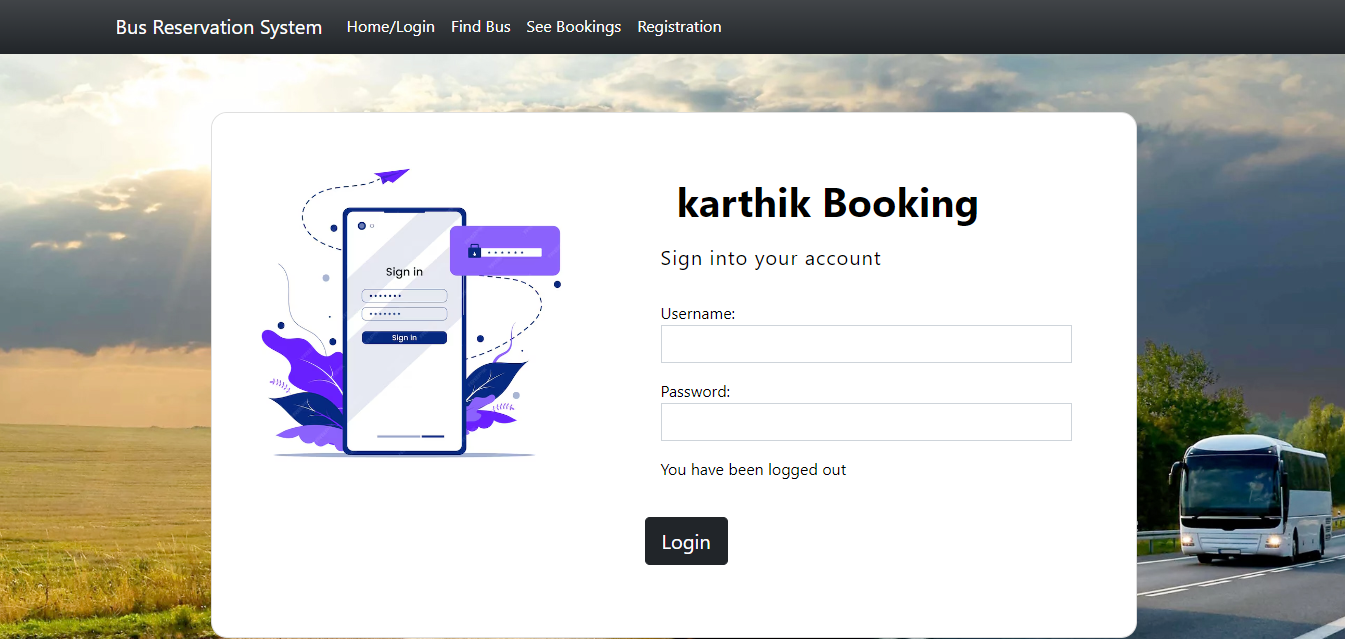 Bus Reservation System Home/Login Find Bus See Bookings Registration
karthik Booking
Sign into your account
Sign in
Sign In
Username:
Password:
You have been logged out
Login